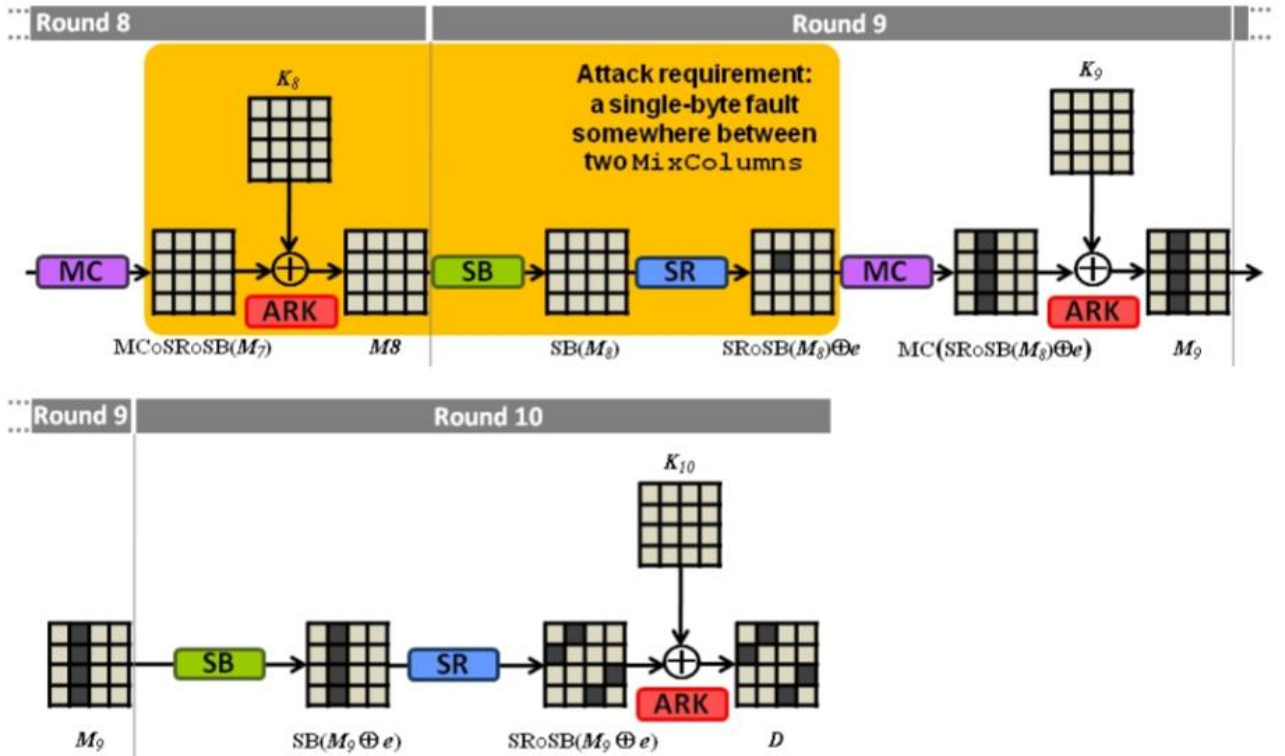 Round 8 Round 9
K8 Attack requirement: K9
a single-byte fault
somewhere between
two MixColumns
MC SB SR MC
ARK ARK
MC∘SR∘SB(M7) M8 SB(M8) SR∘SB(M8)⊕e MC(SR∘SB(M8)⊕e) M9
Round 9 Round 10
K10
SB SR
ARK
M9 SB(M9 ⊕ e) SR∘SB(M9 ⊕ e) D